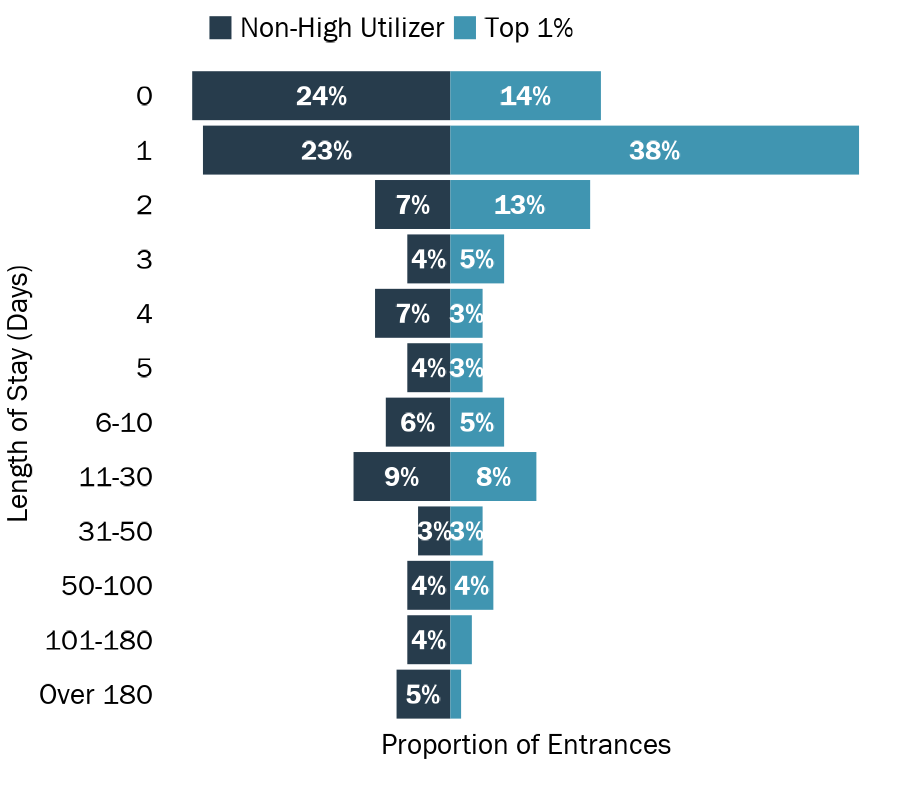 Non-High Utilizer Top 1%
0 24% 14%
1 23% 38%
2 7% 13%
3 4% 5%
4 7% 3%
5 4% 3%
6-10 6% 5%
11-30 9% 8%
31-50 3% 3%
50-100 4% 4%
101-180 4%
Over 180 5%
Length of Stay (Days)
Proportion of Entrances